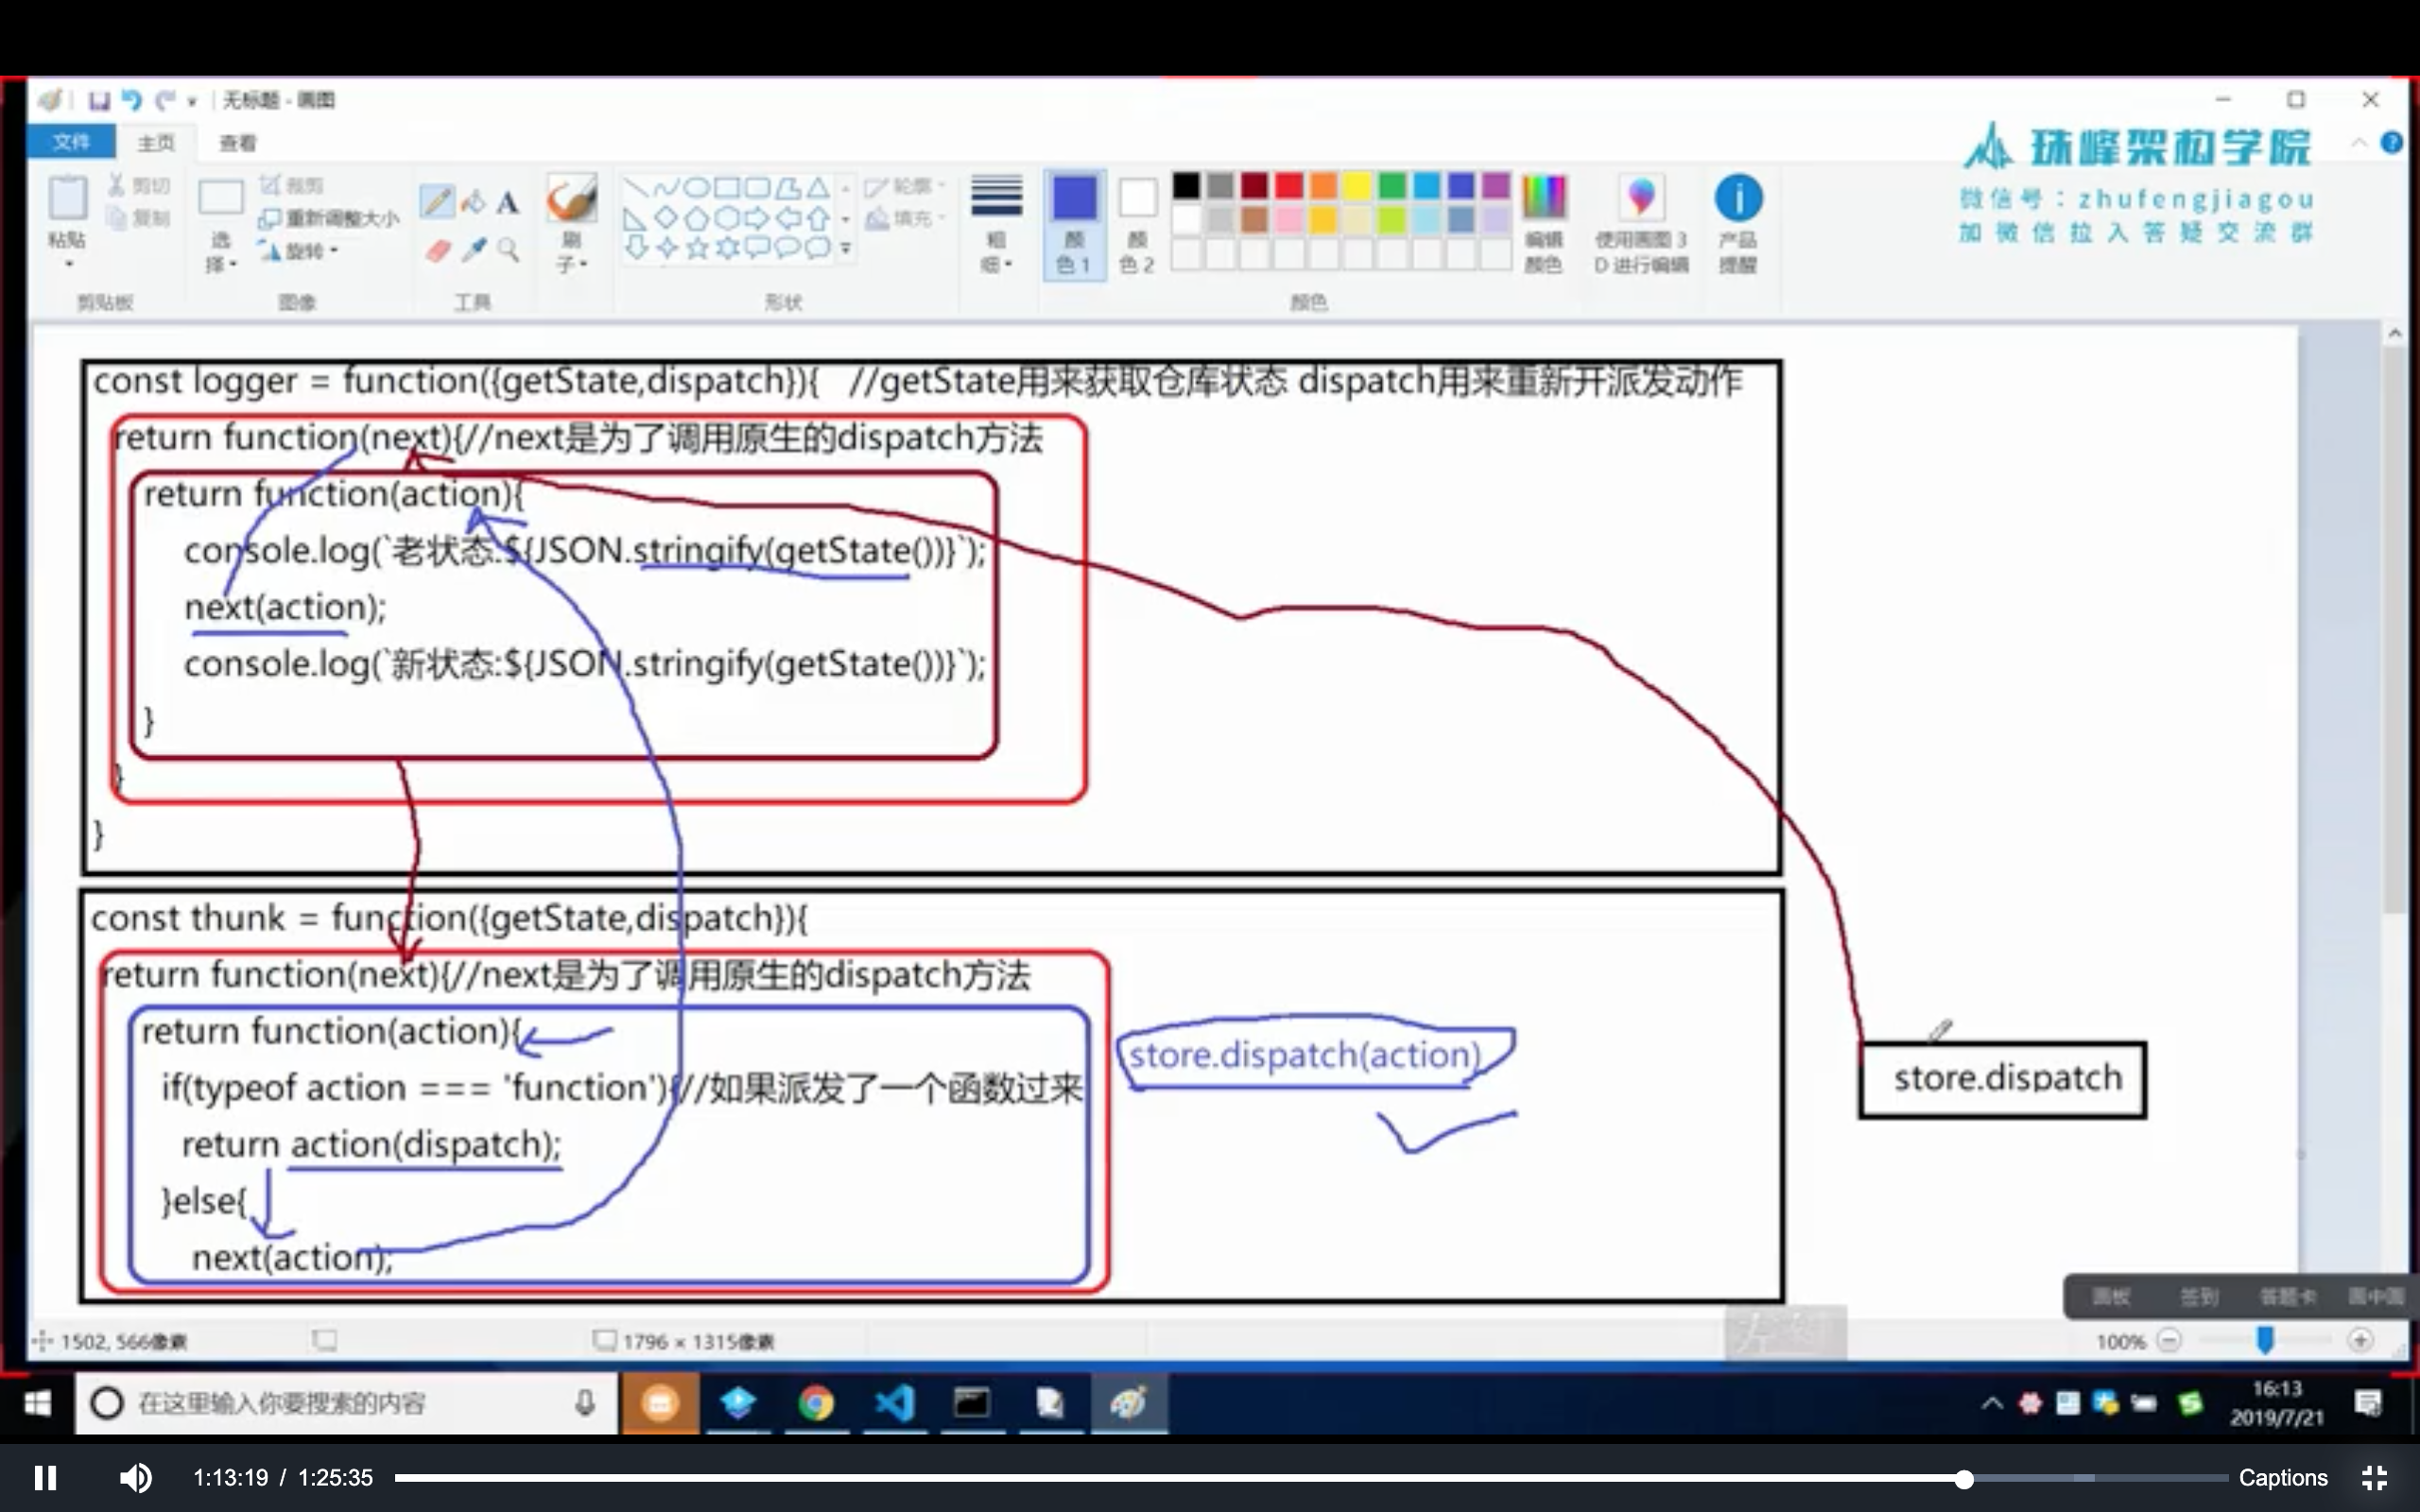 无标题 - 画图
文件 主页 查看
珠峰架构学院
微信号：zhufengjiagou
加微信拉入答疑交流群
粘贴
剪切
复制
剪贴板
选择
裁剪
重新调整大小
旋转
图像
A
工具
刷子
形状
轮廓
填充
粗细
颜色 1
颜色 2
颜色
编辑颜色
使用画图 3D 进行编辑
产品提醒
const logger = function({getState,dispatch}){ //getState用来获取仓库状态 dispatch用来重新开派发动作
return function(next){//next是为了调用原生的dispatch方法
return function(action){
console.log(`老状态:${JSON.stringify(getState())}`);
next(action);
console.log(`新状态:${JSON.stringify(getState())}`);
}
}
}
const thunk = function({getState,dispatch}){
return function(next){//next是为了调用原生的dispatch方法
return function(action){
if(typeof action === 'function'){//如果派发了一个函数过来
return action(dispatch);
}else{
next(action);
store.dispatch(action)
store.dispatch
画板 签到 答题卡 画中画
1502, 566像素
1796 × 1315像素
100%
在这里输入你要搜索的内容
16:13
2019/7/21
1:13:19 / 1:25:35
Captions